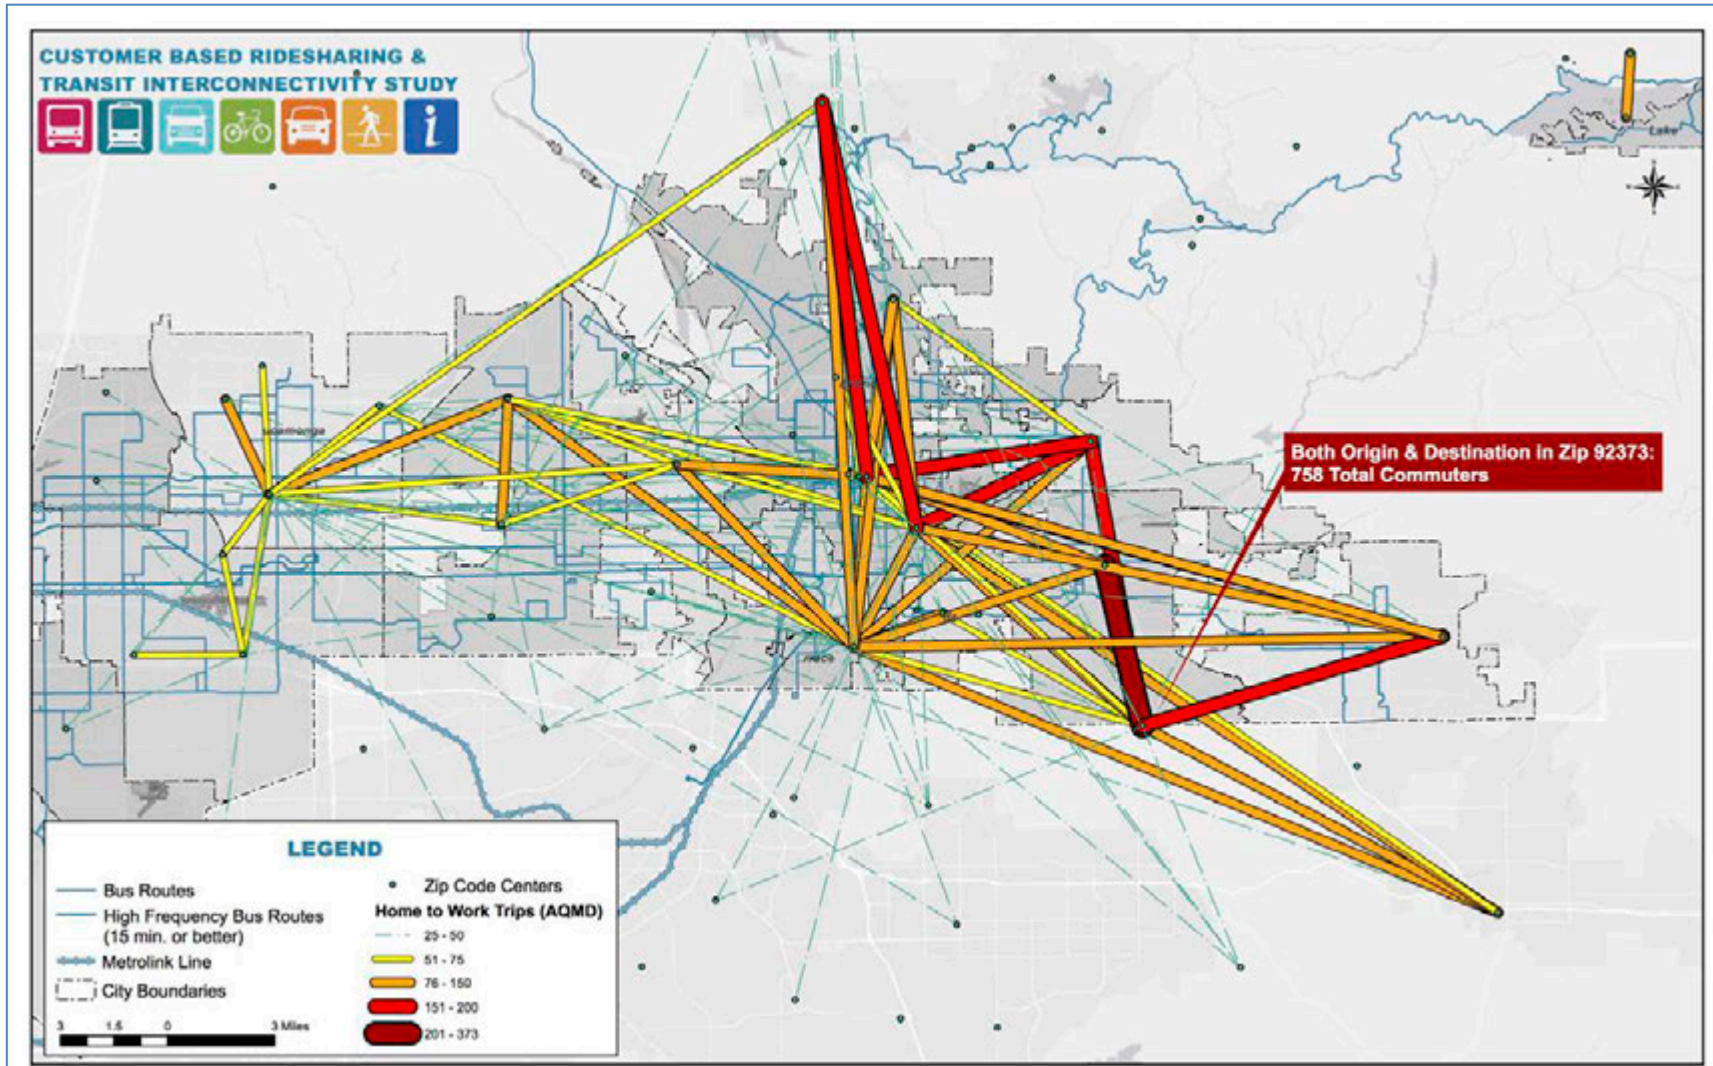 CUSTOMER BASED RIDESHARING &
TRANSIT INTERCONNECTIVITY STUDY
i
Lake
Both Origin & Destination in Zip 92373:
758 Total Commuters
LEGEND
Bus Routes
High Frequency Bus Routes
(15 min. or better)
Metrolink Line
City Boundaries
3 1.5 0 3 Miles
Zip Code Centers
Home to Work Trips (AQMD)
25 - 50
51 - 75
76 - 150
151 - 200
201 - 373